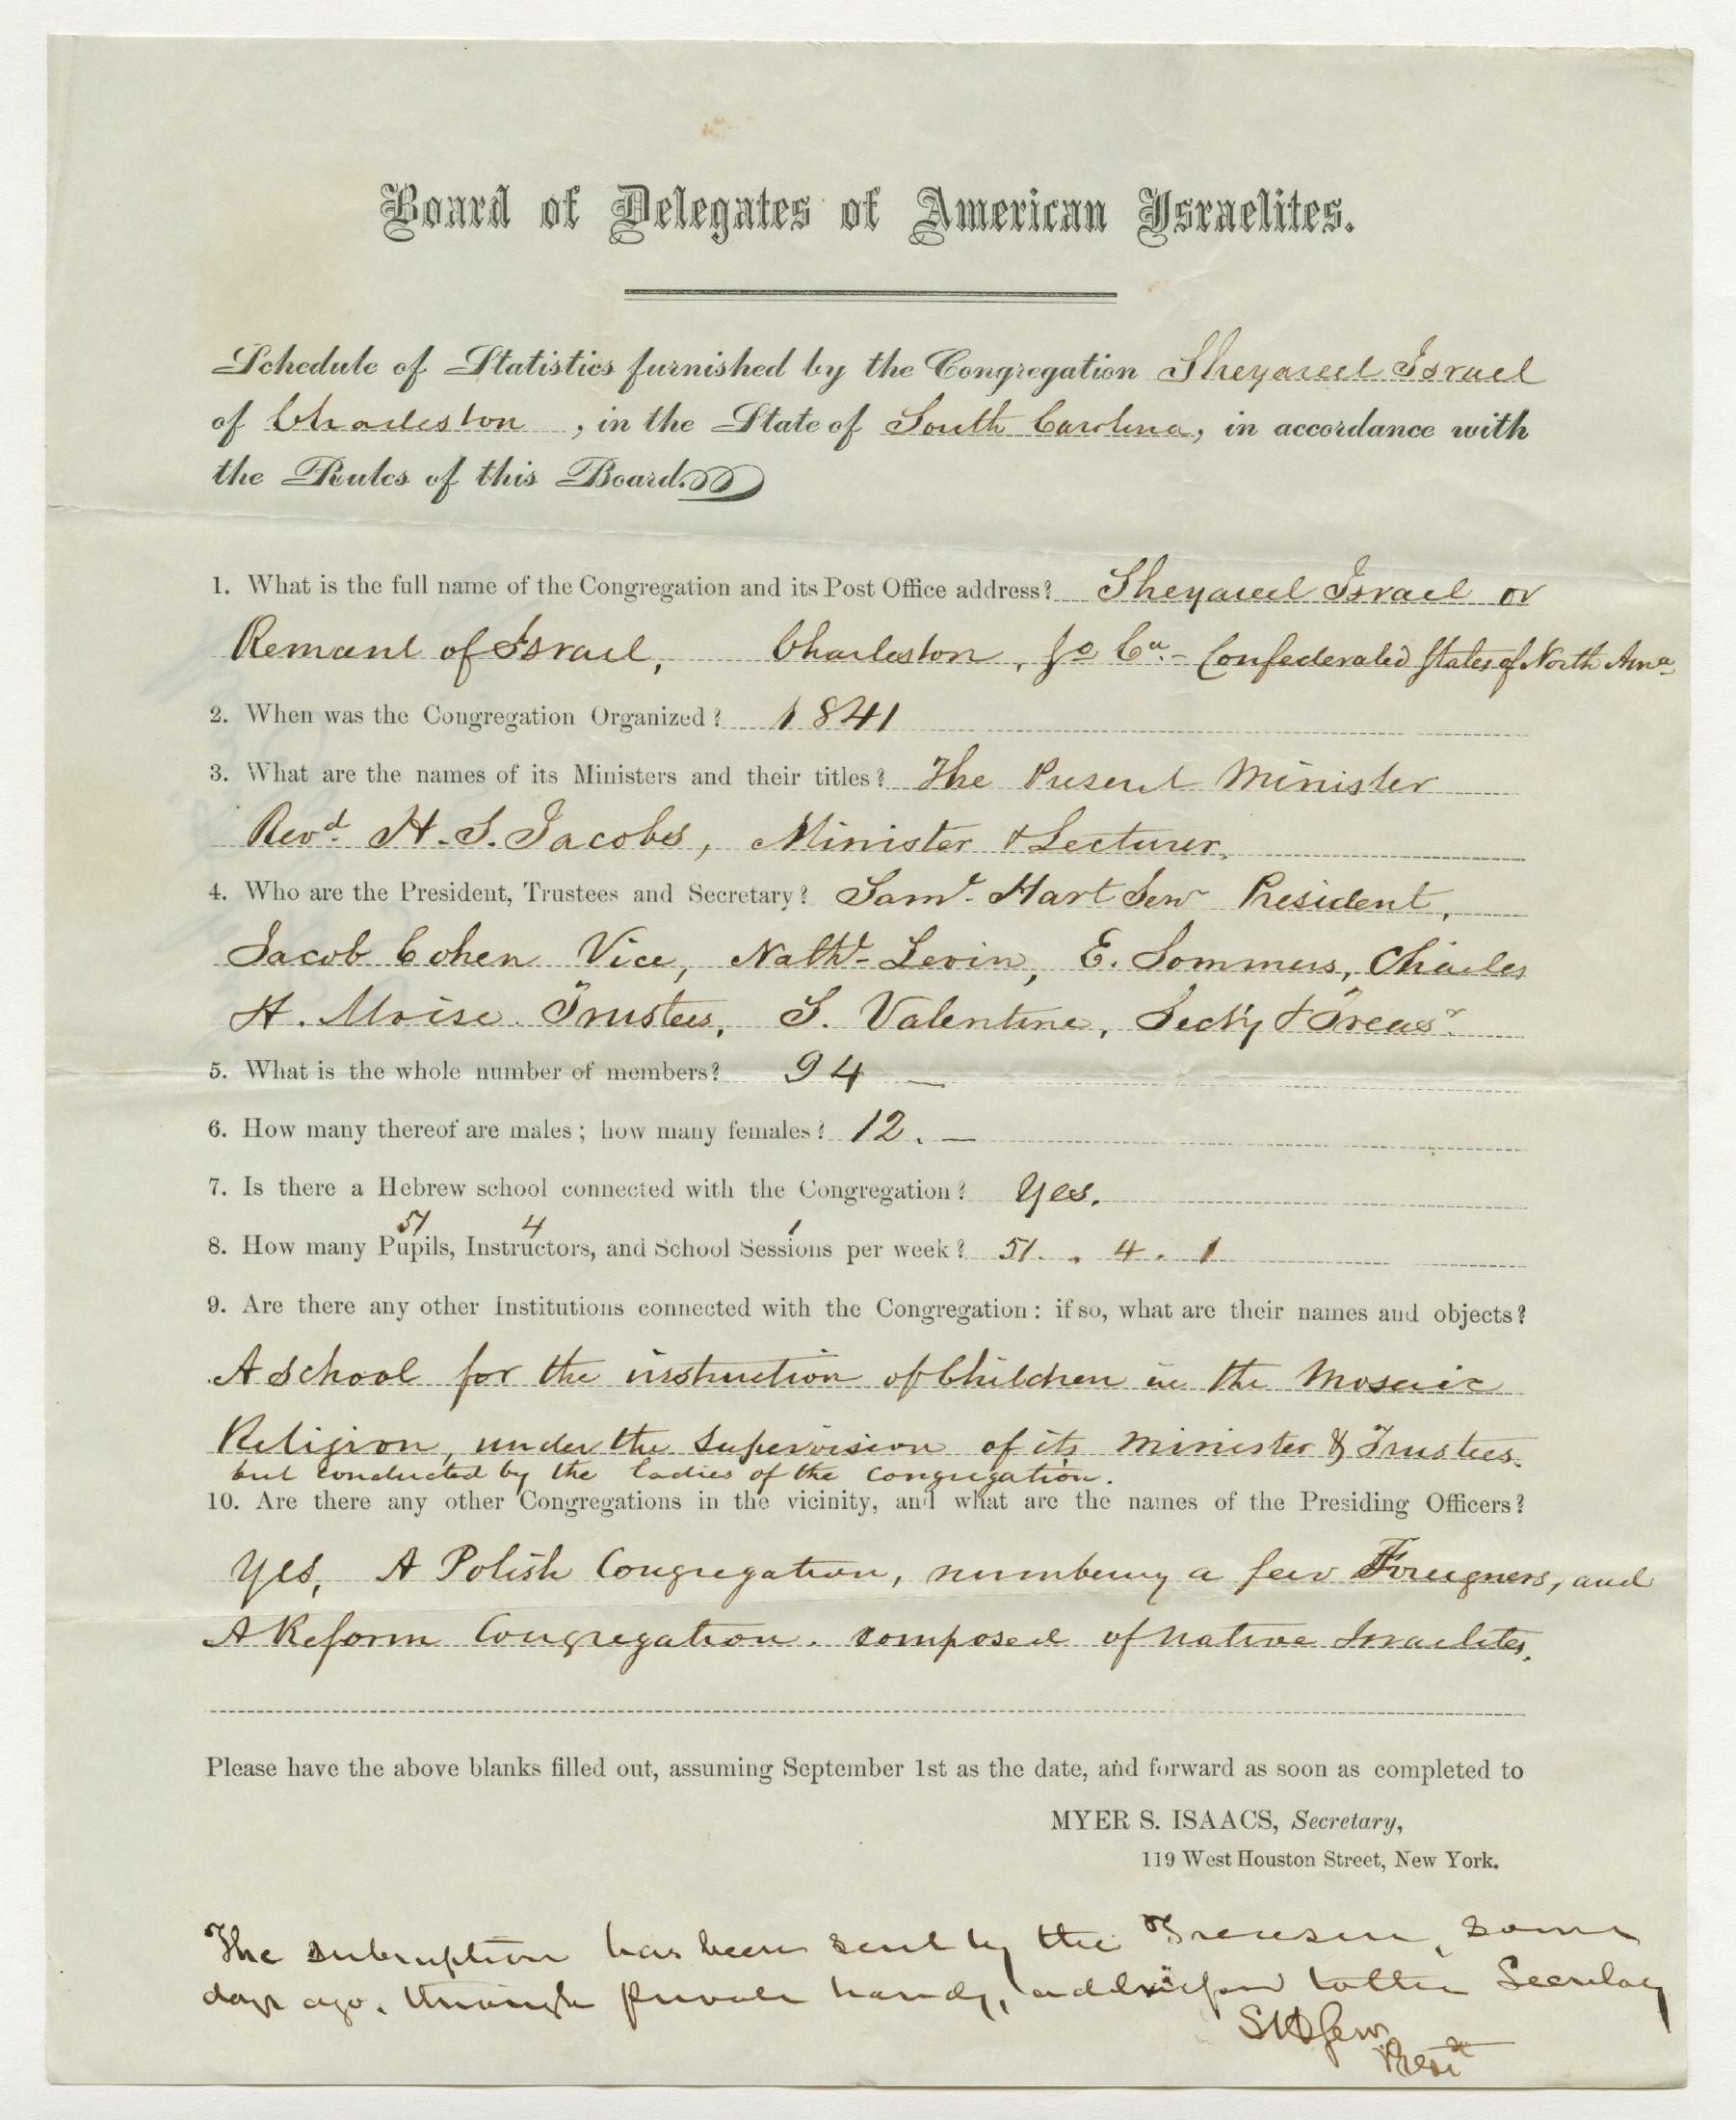 Board of Delegates of American Israelites.
Schedule of Statistics furnished by the Congregation Sheyareel Israel
of Charleston , in the State of South Carolina, in accordance with
the Rules of this Board.
1. What is the full name of the Congregation and its Post Office address? Sheyareel Israel or
Remant of Israel, Charleston, So Ca. - Confederated States of North Ama
2. When was the Congregation Organized? 1841
3. What are the names of its Ministers and their titles? The Present Minister
Revd. H. S. Jacobs, Minister & Lecturer,
4. Who are the President, Trustees and Secretary? Saml. Hart Senr President,
Jacob Cohen Vice, Nathl. Levin, E. Sommers, Charles
H. Moise Trustees, S. Valentine, Secty & Treasr
5. What is the whole number of members? 94 —
6. How many thereof are males; how many females? 12. —
7. Is there a Hebrew school connected with the Congregation? Yes.
51 4 1
8. How many Pupils, Instructors, and School Sessions per week? 51 . 4 . 1
9. Are there any other Institutions connected with the Congregation: if so, what are their names and objects?
A School for the instruction of Children in the Mosaic
Religion, under the Supervision of its Minister & Trustees.
but conducted by the ladies of the Congregation.
10. Are there any other Congregations in the vicinity, and what are the names of the Presiding Officers?
Yes, A Polish Congregation, numbering a few Foreigners, and
A Reform Congregation. composed of native Israelites.
Please have the above blanks filled out, assuming September 1st as the date, and forward as soon as completed to
MYER S. ISAACS, Secretary,
119 West Houston Street, New York.
The subscription has been sent by the Treasurer, some
days ago, through private hands, addressed to the Secretary
SHSenr.
Presdt